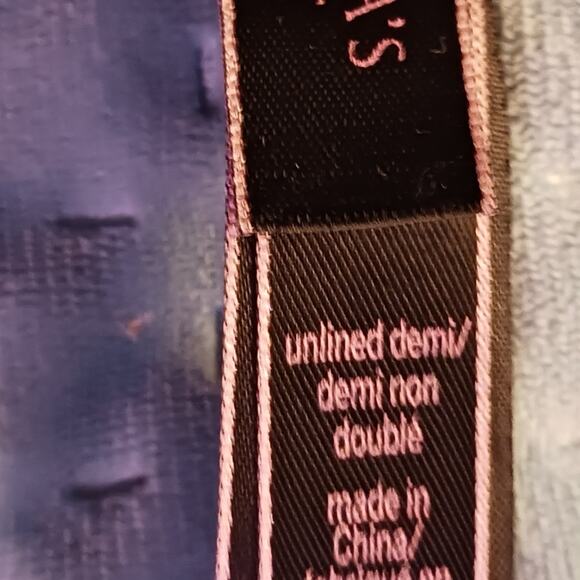 A'S
unlined demi/
demi non
doublé
made in
China/